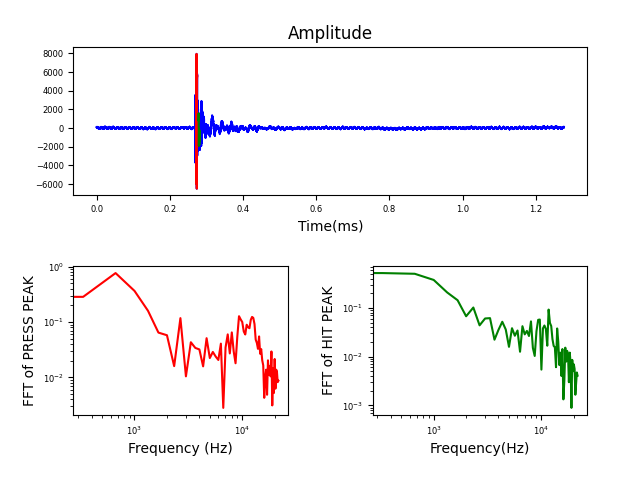 Amplitude
8000
6000
4000
2000
0
−2000
−4000
−6000
0.0 0.2 0.4 0.6 0.8 1.0 1.2
Time(ms)
FFT of PRESS PEAK
10⁰
10⁻¹
10⁻²
10³ 10⁴
Frequency (Hz)
FFT of HIT PEAK
10⁻¹
10⁻²
10⁻³
10³ 10⁴
Frequency(Hz)